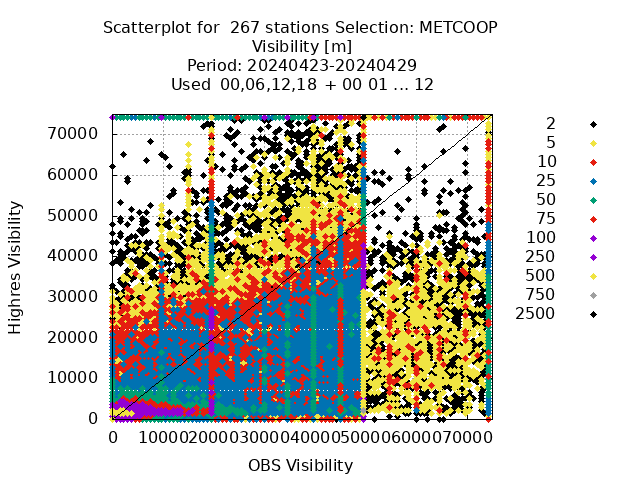 Scatterplot for  267 stations Selection: METCOOP
Visibility [m]
Period: 20240423-20240429
Used  00,06,12,18 + 00 01 ... 12
Highres Visibility
70000
60000
50000
40000
30000
20000
10000
0
0 10000 20000 30000 40000 50000 60000 70000
OBS Visibility
2
5
10
25
50
75
100
250
500
750
2500